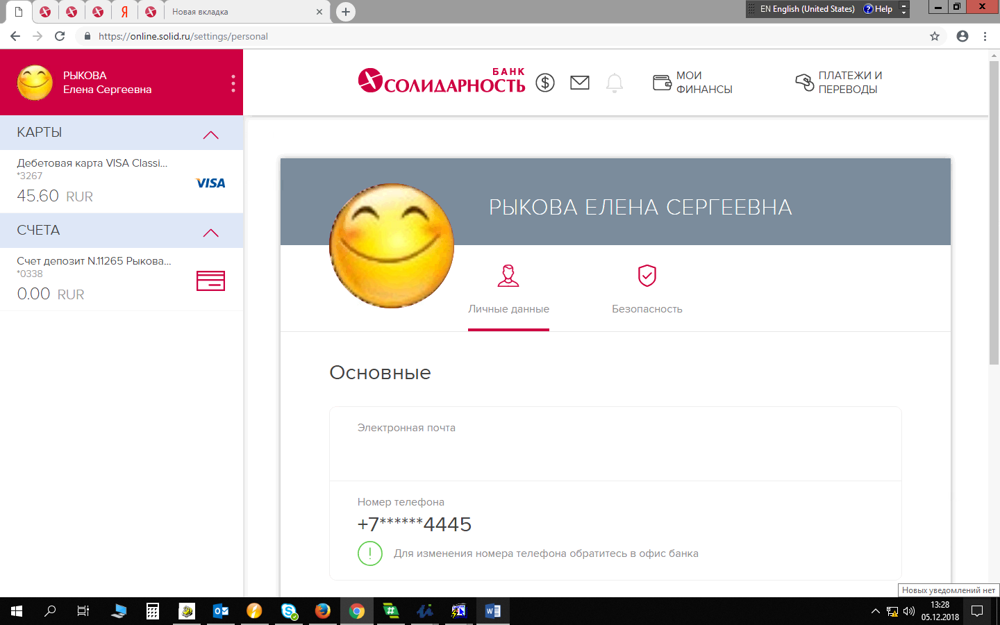 Я
Новая вкладка
EN English (United States)
? Help
https://online.solid.ru/settings/personal
РЫКОВА
Елена Сергеевна
БАНК
СОЛИДАРНОСТЬ
$
МОИ
ФИНАНСЫ
ПЛАТЕЖИ И
ПЕРЕВОДЫ
КАРТЫ
Дебетовая карта VISA Classi...
*3267
45.60 RUR
VISA
СЧЕТА
Счет депозит N.11265 Рыкова...
*0338
0.00 RUR
РЫКОВА ЕЛЕНА СЕРГЕЕВНА
Личные данные
Безопасность
Основные
Электронная почта
Номер телефона
+7******4445
! Для изменения номера телефона обратитесь в офис банка
Новых уведомлений нет
13:28
05.12.2018